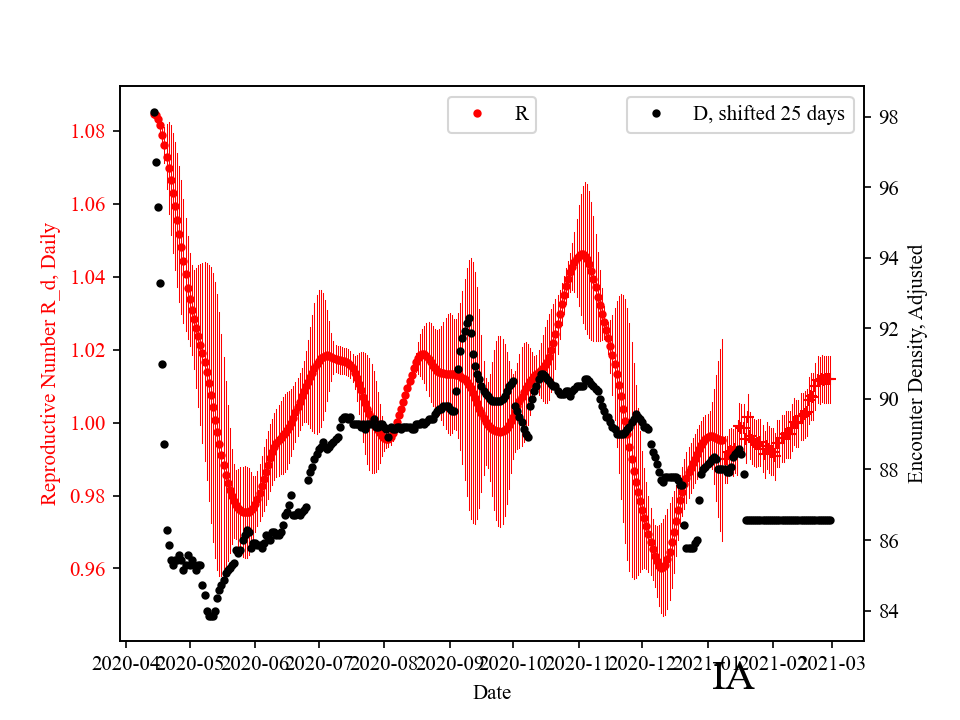 R
D, shifted 25 days
Reproductive Number R_d, Daily
1.08
1.06
1.04
1.02
1.00
0.98
0.96
98
96
94
92
90
88
86
84
Encounter Density, Adjusted
2020-04 2020-05 2020-06 2020-07 2020-08 2020-09 2020-10 2020-11 2020-12 2021-01 2021-02 2021-03
Date
IA